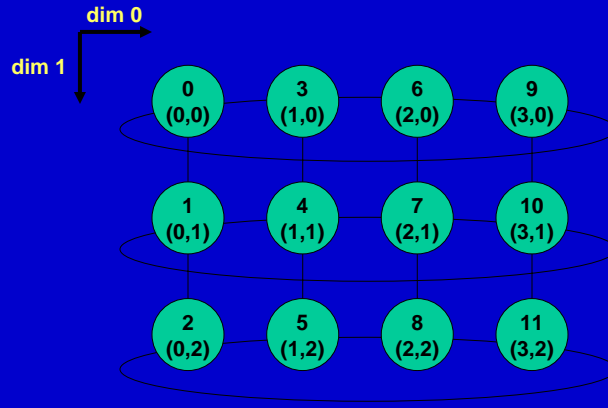 dim 0
dim 1
0 3 6 9
(0,0) (1,0) (2,0) (3,0)
1 4 7 10
(0,1) (1,1) (2,1) (3,1)
2 5 8 11
(0,2) (1,2) (2,2) (3,2)